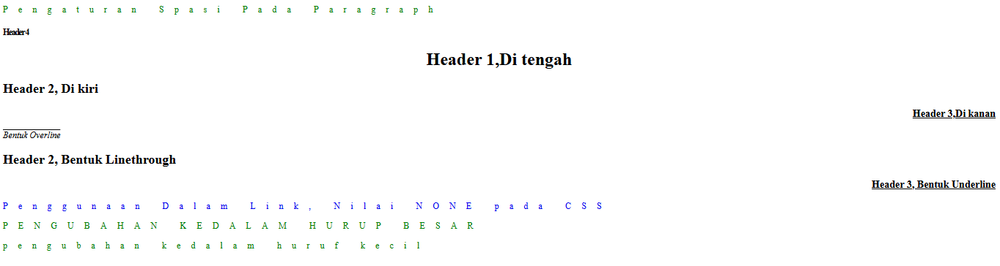 Pengaturan Spasi Pada Paragraph
Header4
Header 1,Di tengah
Header 2, Di kiri
Header 3,Di kanan
Bentuk Overline
Header 2, Bentuk Linethrough
Header 3, Bentuk Underline
Penggunaan Dalam Link, Nilai NONE pada CSS
PENGUBAHAN KEDALAM HURUP BESAR
pengubahan kedalam huruf kecil